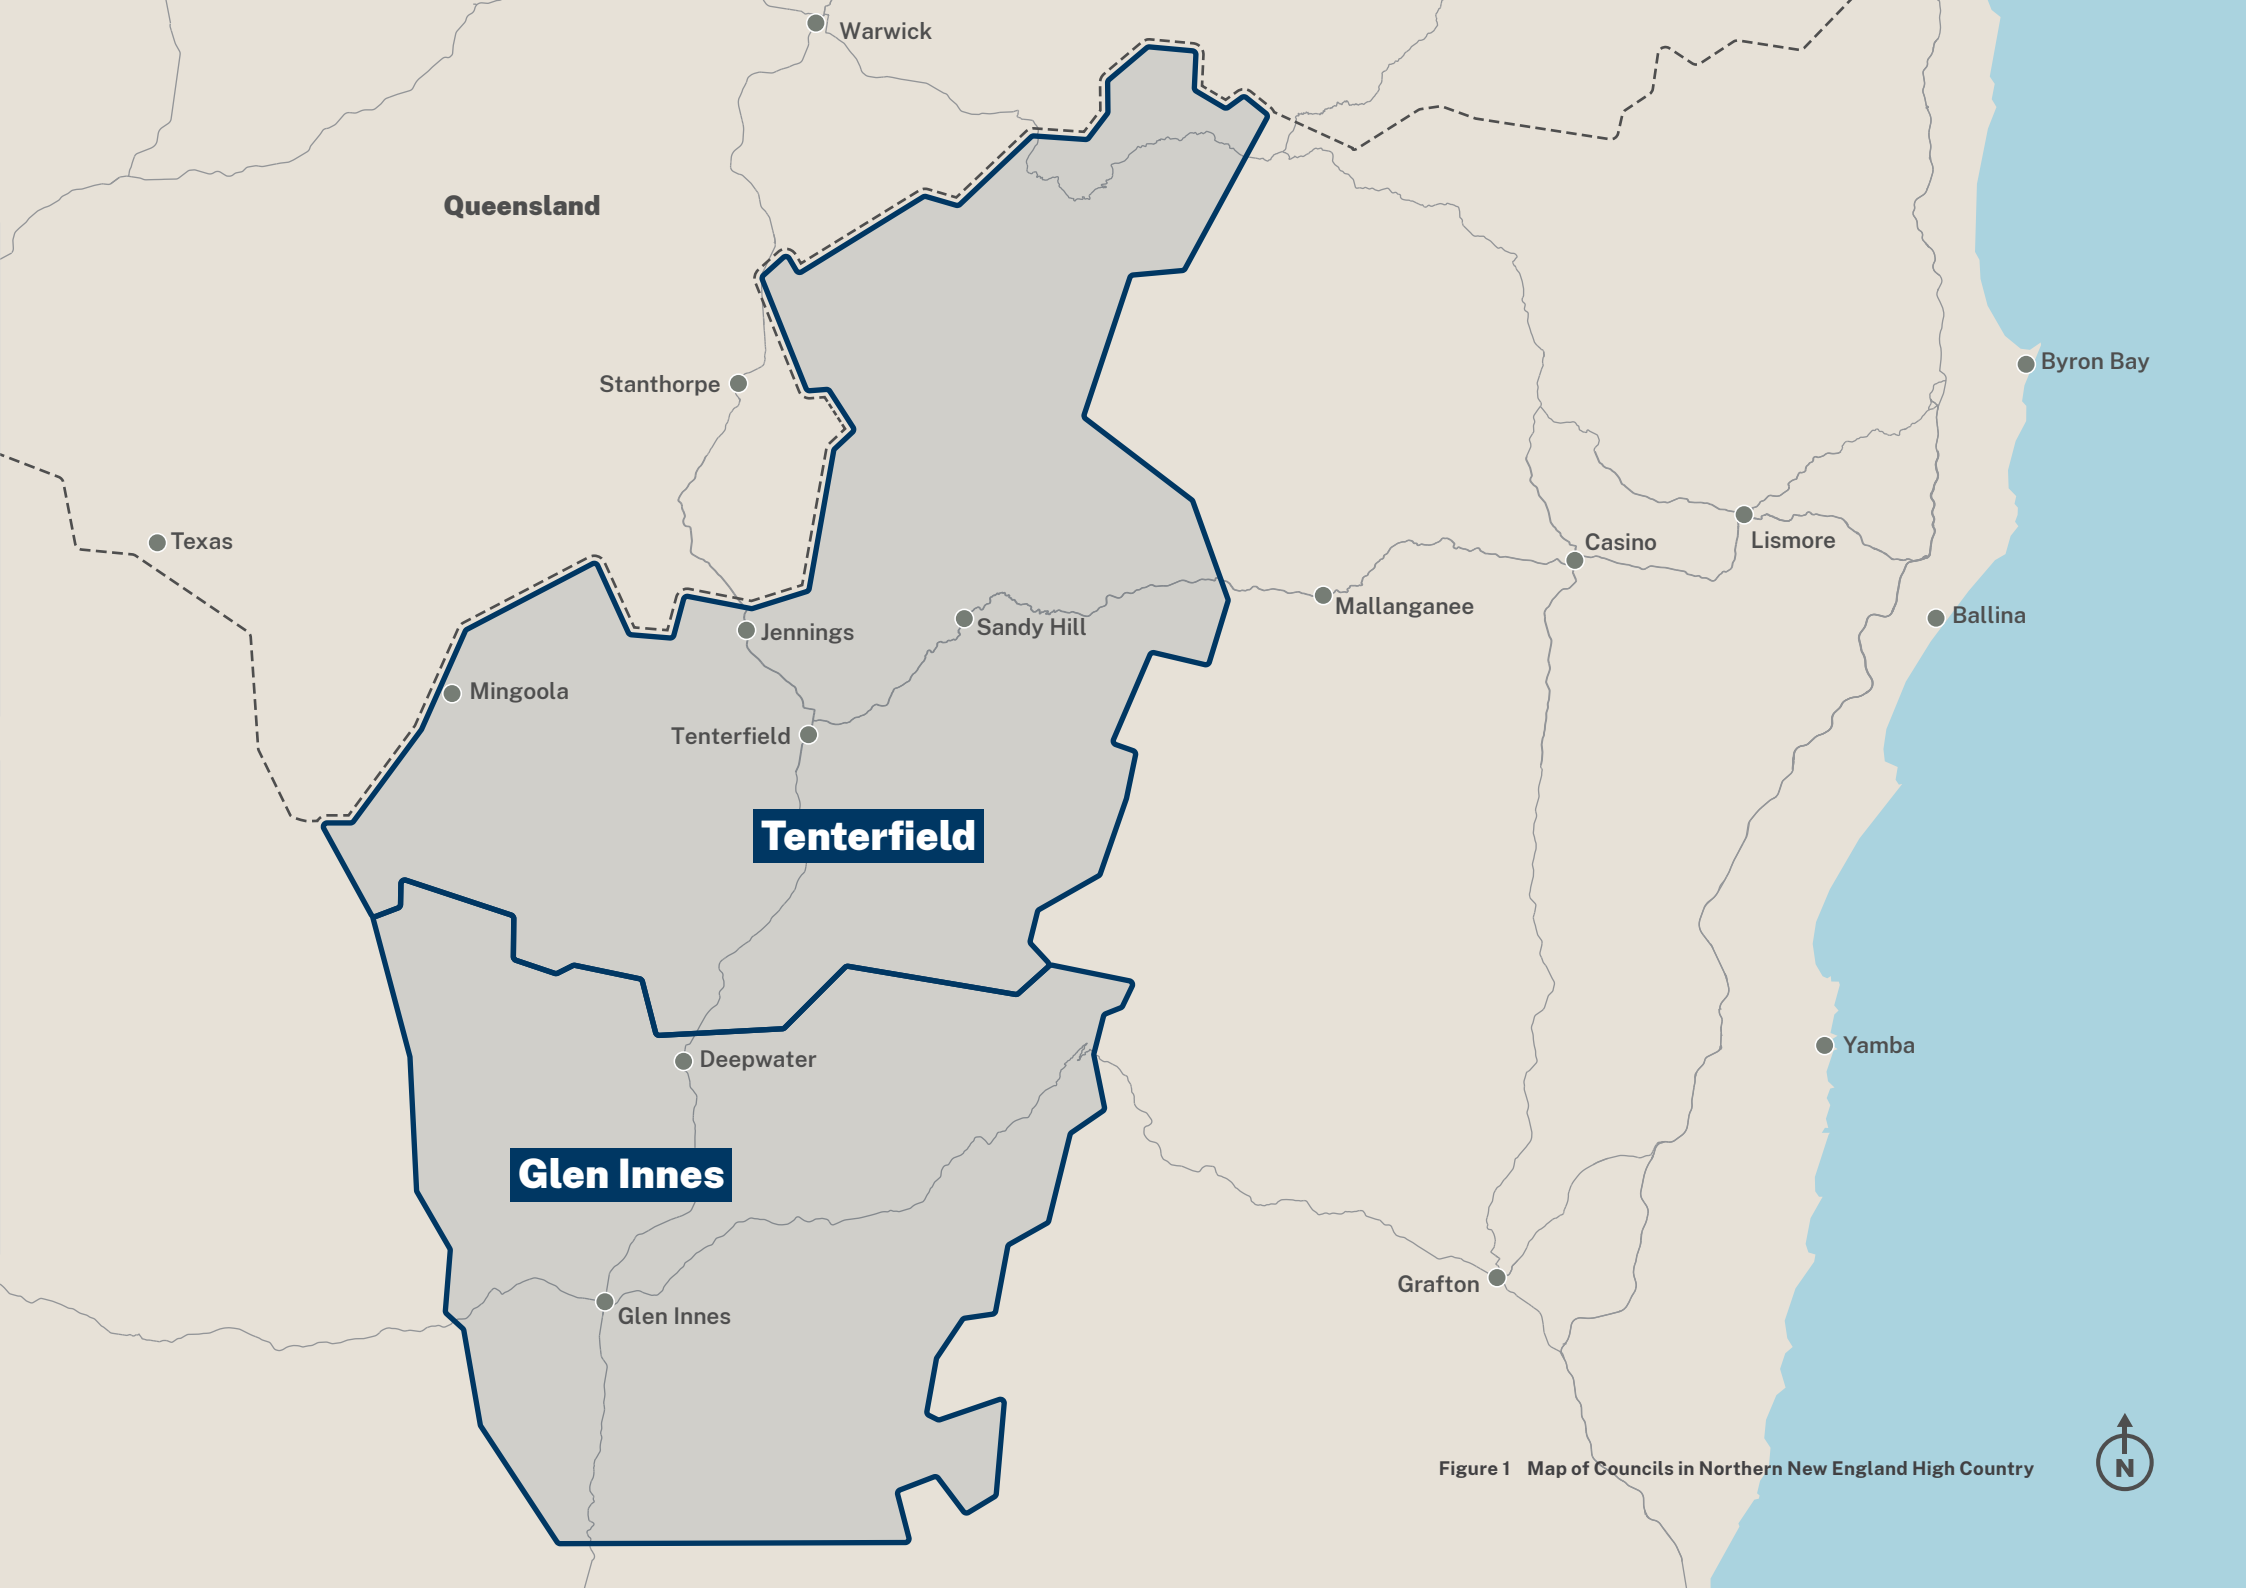 Warwick
Queensland
Byron Bay
Stanthorpe
Texas
Casino
Lismore
Mallanganee
Ballina
Sandy Hill
Jennings
Mingoola
Tenterfield
Tenterfield
Yamba
Deepwater
Glen Innes
Grafton
Glen Innes
Figure 1 Map of Councils in Northern New England High Country
N